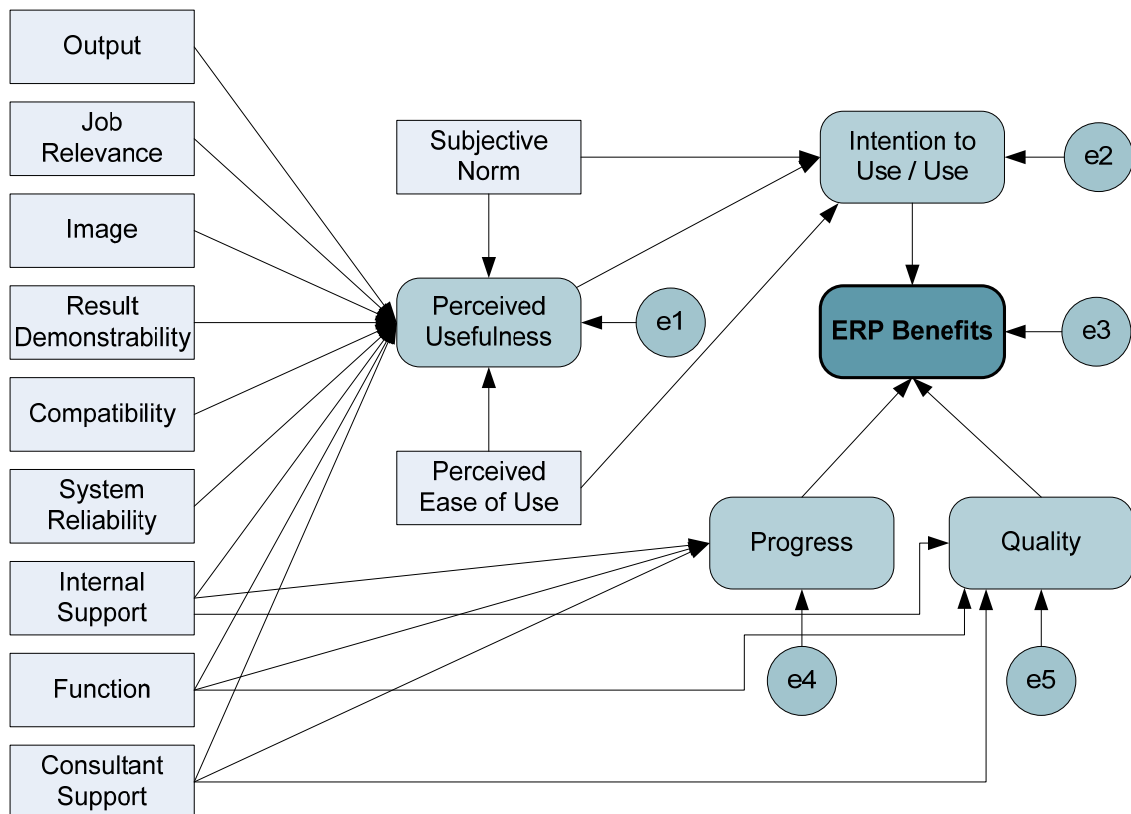 Output
Job
Relevance
Image
Result
Demonstrability
Compatibility
System
Reliability
Internal
Support
Function
Consultant
Support
Subjective
Norm
Perceived
Usefulness
e1
Perceived
Ease of Use
Intention to
Use / Use
e2
ERP Benefits
e3
Progress
Quality
e4
e5